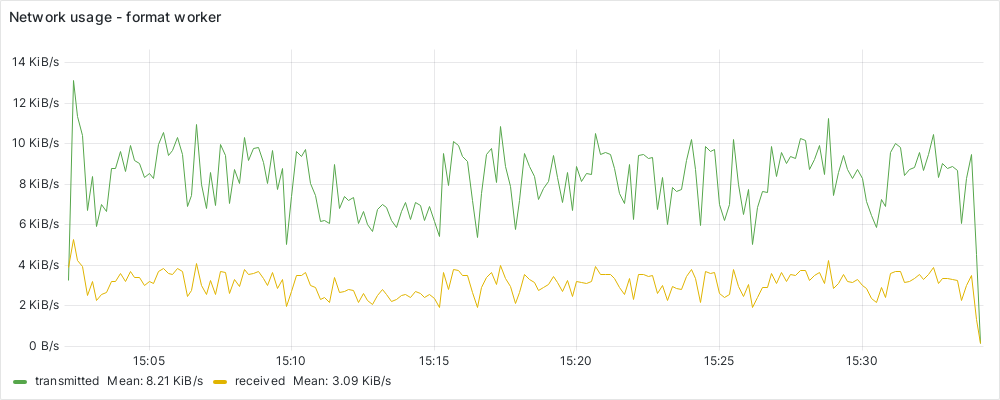 Network usage - format worker
14 KiB/s
12 KiB/s
10 KiB/s
8 KiB/s
6 KiB/s
4 KiB/s
2 KiB/s
0 B/s
15:05 15:10 15:15 15:20 15:25 15:30
transmitted Mean: 8.21 KiB/s received Mean: 3.09 KiB/s